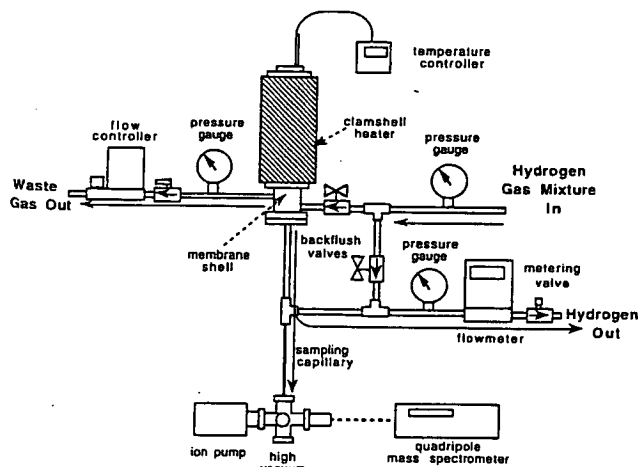 temperature
controller
flow
controller
pressure
gauge
clamshell
heater
pressure
gauge
Waste
Gas Out
Hydrogen
Gas Mixture
In
membrane
shell
backflush
valves
pressure
gauge
metering
valve
Hydrogen
Out
flowmeter
sampling
capillary
ion pump
high
quadripole
mass spectrometer